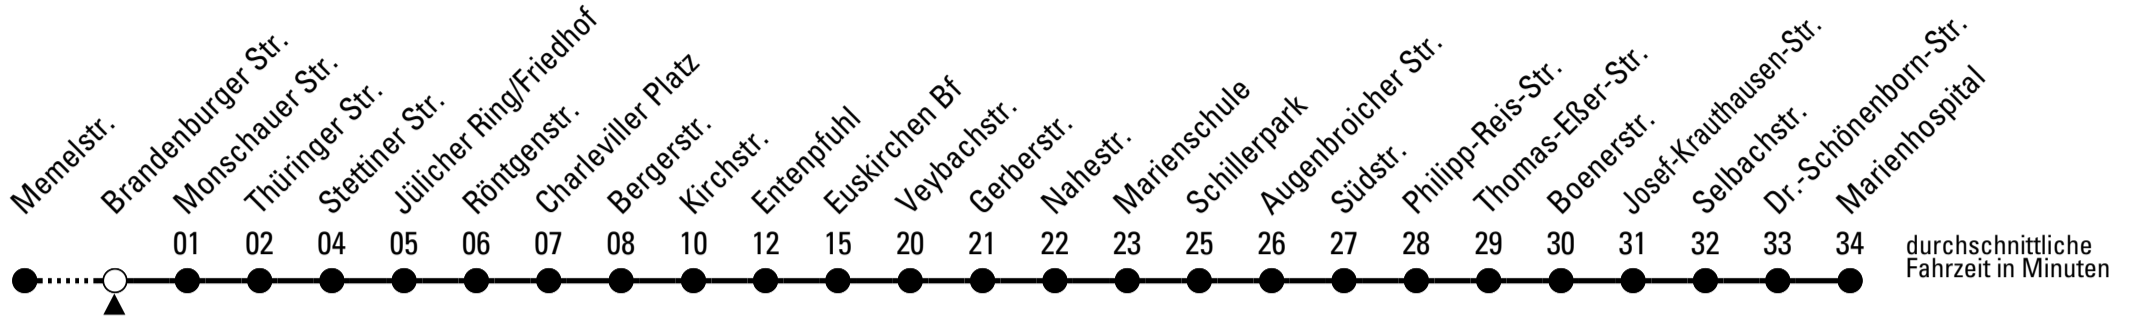 Memelstr.
Brandenburger Str.
Monschauer Str.
Thüringer Str.
Stettiner Str.
Jülicher Ring/Friedhof
Röntgenstr.
Charleviller Platz
Bergerstr.
Kirchstr.
Entenpfuhl
Euskirchen Bf
Veybachstr.
Gerberstr.
Nahestr.
Marienschule
Schillerpark
Augenbroicher Str.
Südstr.
Philipp-Reis-Str.
Thomas-Eßer-Str.
Boenerstr.
Josef-Krauthausen-Str.
Selbachstr.
Dr.-Schönenborn-Str.
Marienhospital
01 02 04 05 06 07 08 10 12 15 20 21 22 23 25 26 27 28 29 30 31 32 33 34
durchschnittliche
Fahrzeit in Minuten